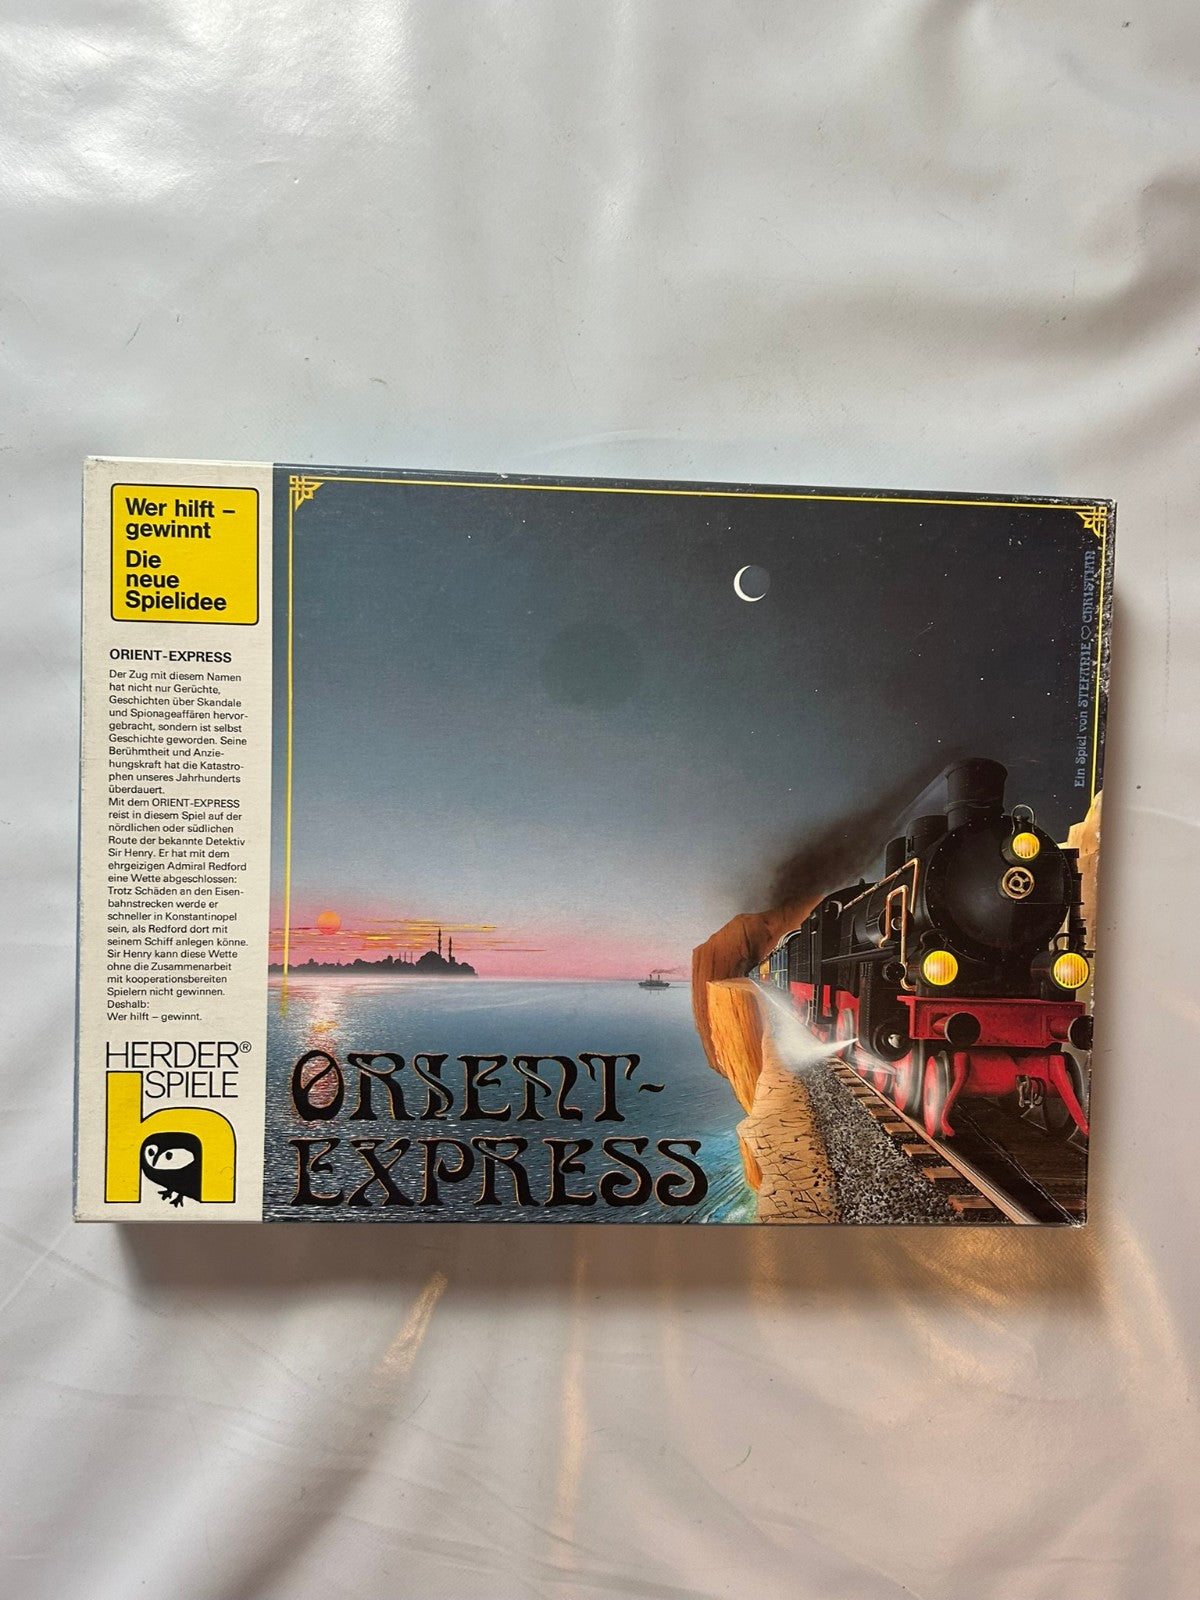 Wer hilft –
gewinnt
Die
neue
Spielidee
ORIENT-EXPRESS
Der Zug mit diesem Namen
hat nicht nur Gerüchte,
Geschichten über Skandale
und Spionageaffären hervor-
gebracht, sondern ist selbst
Geschichte geworden. Seine
Berühmtheit und Anzie-
hungskraft hat die Katastro-
phen unseres Jahrhunderts
überdauert.
Mit dem ORIENT-EXPRESS
reist in diesem Spiel auf der
nördlichen oder südlichen
Route der bekannte Detektiv
Sir Henry. Er hat mit dem
ehrgeizigen Admiral Redford
eine Wette abgeschlossen:
Trotz Schäden an den Eisen-
bahnstrecken werde er
schneller in Konstantinopel
sein, als Redford dort mit
seinem Schiff anlegen könne.
Sir Henry kann diese Wette
ohne die Zusammenarbeit
mit kooperationsbereiten
Spielern nicht gewinnen.
Deshalb:
Wer hilft – gewinnt.
HERDER®
SPIELE
h
ORIENT-
EXPRESS
Ein Spiel von STEFANIE ♡ CHRISTIAN